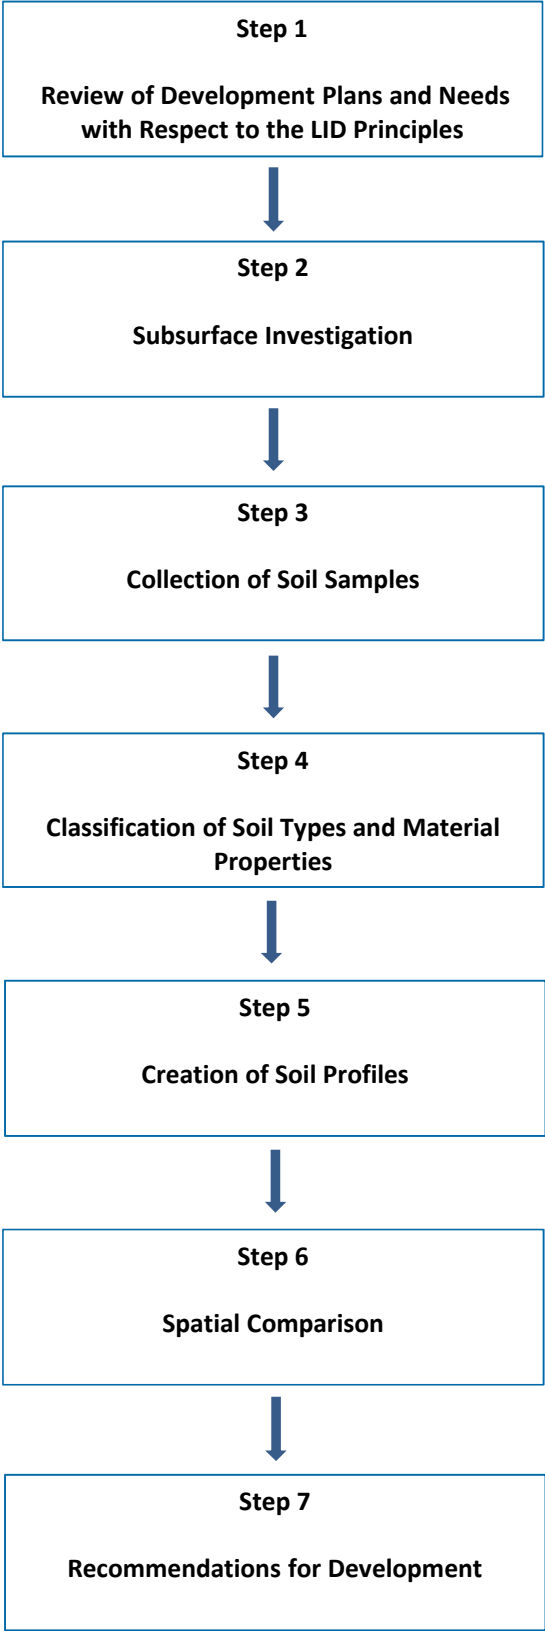 Step 1
Review of Development Plans and Needs
with Respect to the LID Principles
Step 2
Subsurface Investigation
Step 3
Collection of Soil Samples
Step 4
Classification of Soil Types and Material
Properties
Step 5
Creation of Soil Profiles
Step 6
Spatial Comparison
Step 7
Recommendations for Development